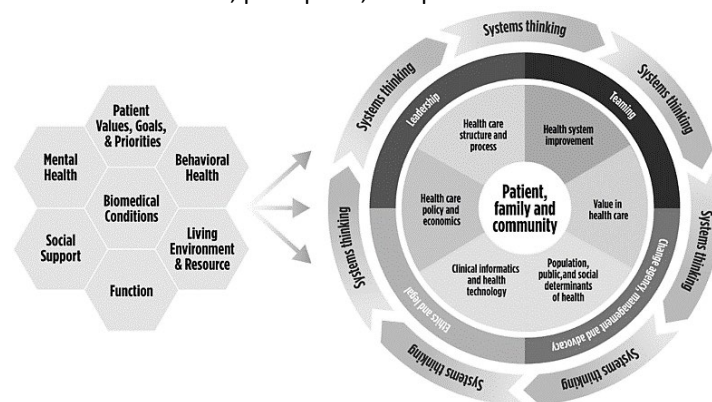 Patient
Values, Goals,
& Priorities
Mental
Health
Behavioral
Health
Biomedical
Conditions
Social
Support
Living
Environment
& Resource
Function
Systems thinking
Systems thinking
Systems thinking
Systems thinking
Systems thinking
Systems thinking
Systems thinking
Leadership
Teaming
Change agency, management and advocacy
Ethics and legal
Health care
structure and
process
Health system
improvement
Health care
policy and
economics
Value in
health care
Clinical informatics
and health
technology
Population,
public,and social
determinants
of health
Patient,
family and
community